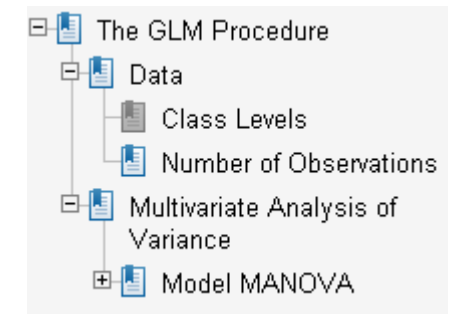 The GLM Procedure
Data
Class Levels
Number of Observations
Multivariate Analysis of
Variance
Model MANOVA